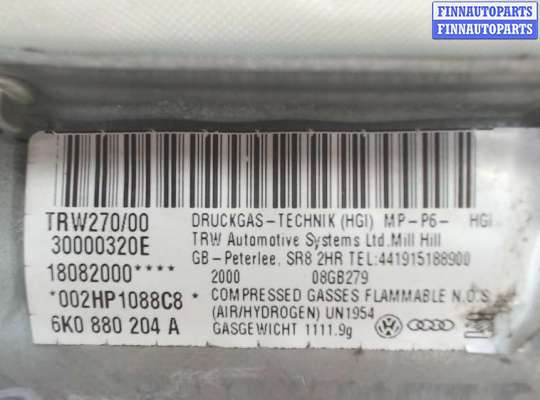 FINNAUTOPARTS
FINNAUTOPARTS
TRW270/00
30000320E
18082000****
*002HP1088C8 *
6K0 880 204 A
DRUCKGAS-TECHNIK (HGI) MP-P6- HGI
TRW Automotive Systems Ltd.Mill Hill
GB - Peterlee, SR8 2HR TEL:441915188900
2000 08GB279
COMPRESSED GASSES FLAMMABLE N.O.S
(AIR/HYDROGEN) UN1954
GASGEWICHT 1111.9g